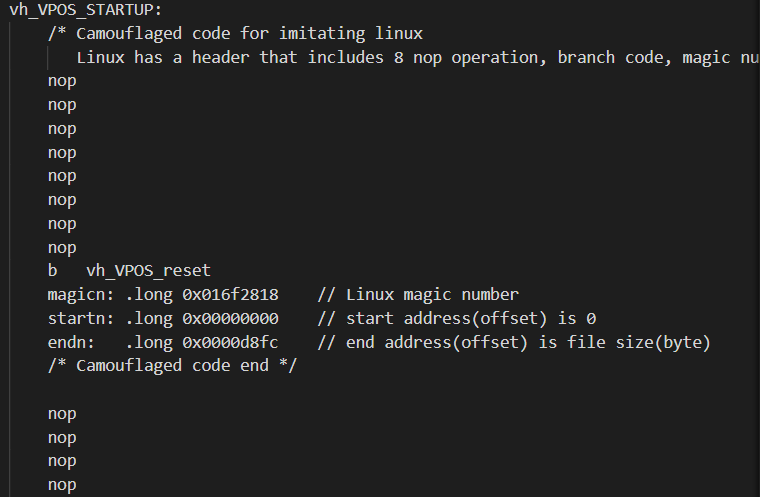 vh_VPOS_STARTUP:
/* Camouflaged code for imitating linux
Linux has a header that includes 8 nop operation, branch code, magic nu
nop
nop
nop
nop
nop
nop
nop
nop
b vh_VPOS_reset
magicn: .long 0x016f2818 // Linux magic number
startn: .long 0x00000000 // start address(offset) is 0
endn: .long 0x0000d8fc // end address(offset) is file size(byte)
/* Camouflaged code end */
nop
nop
nop
nop